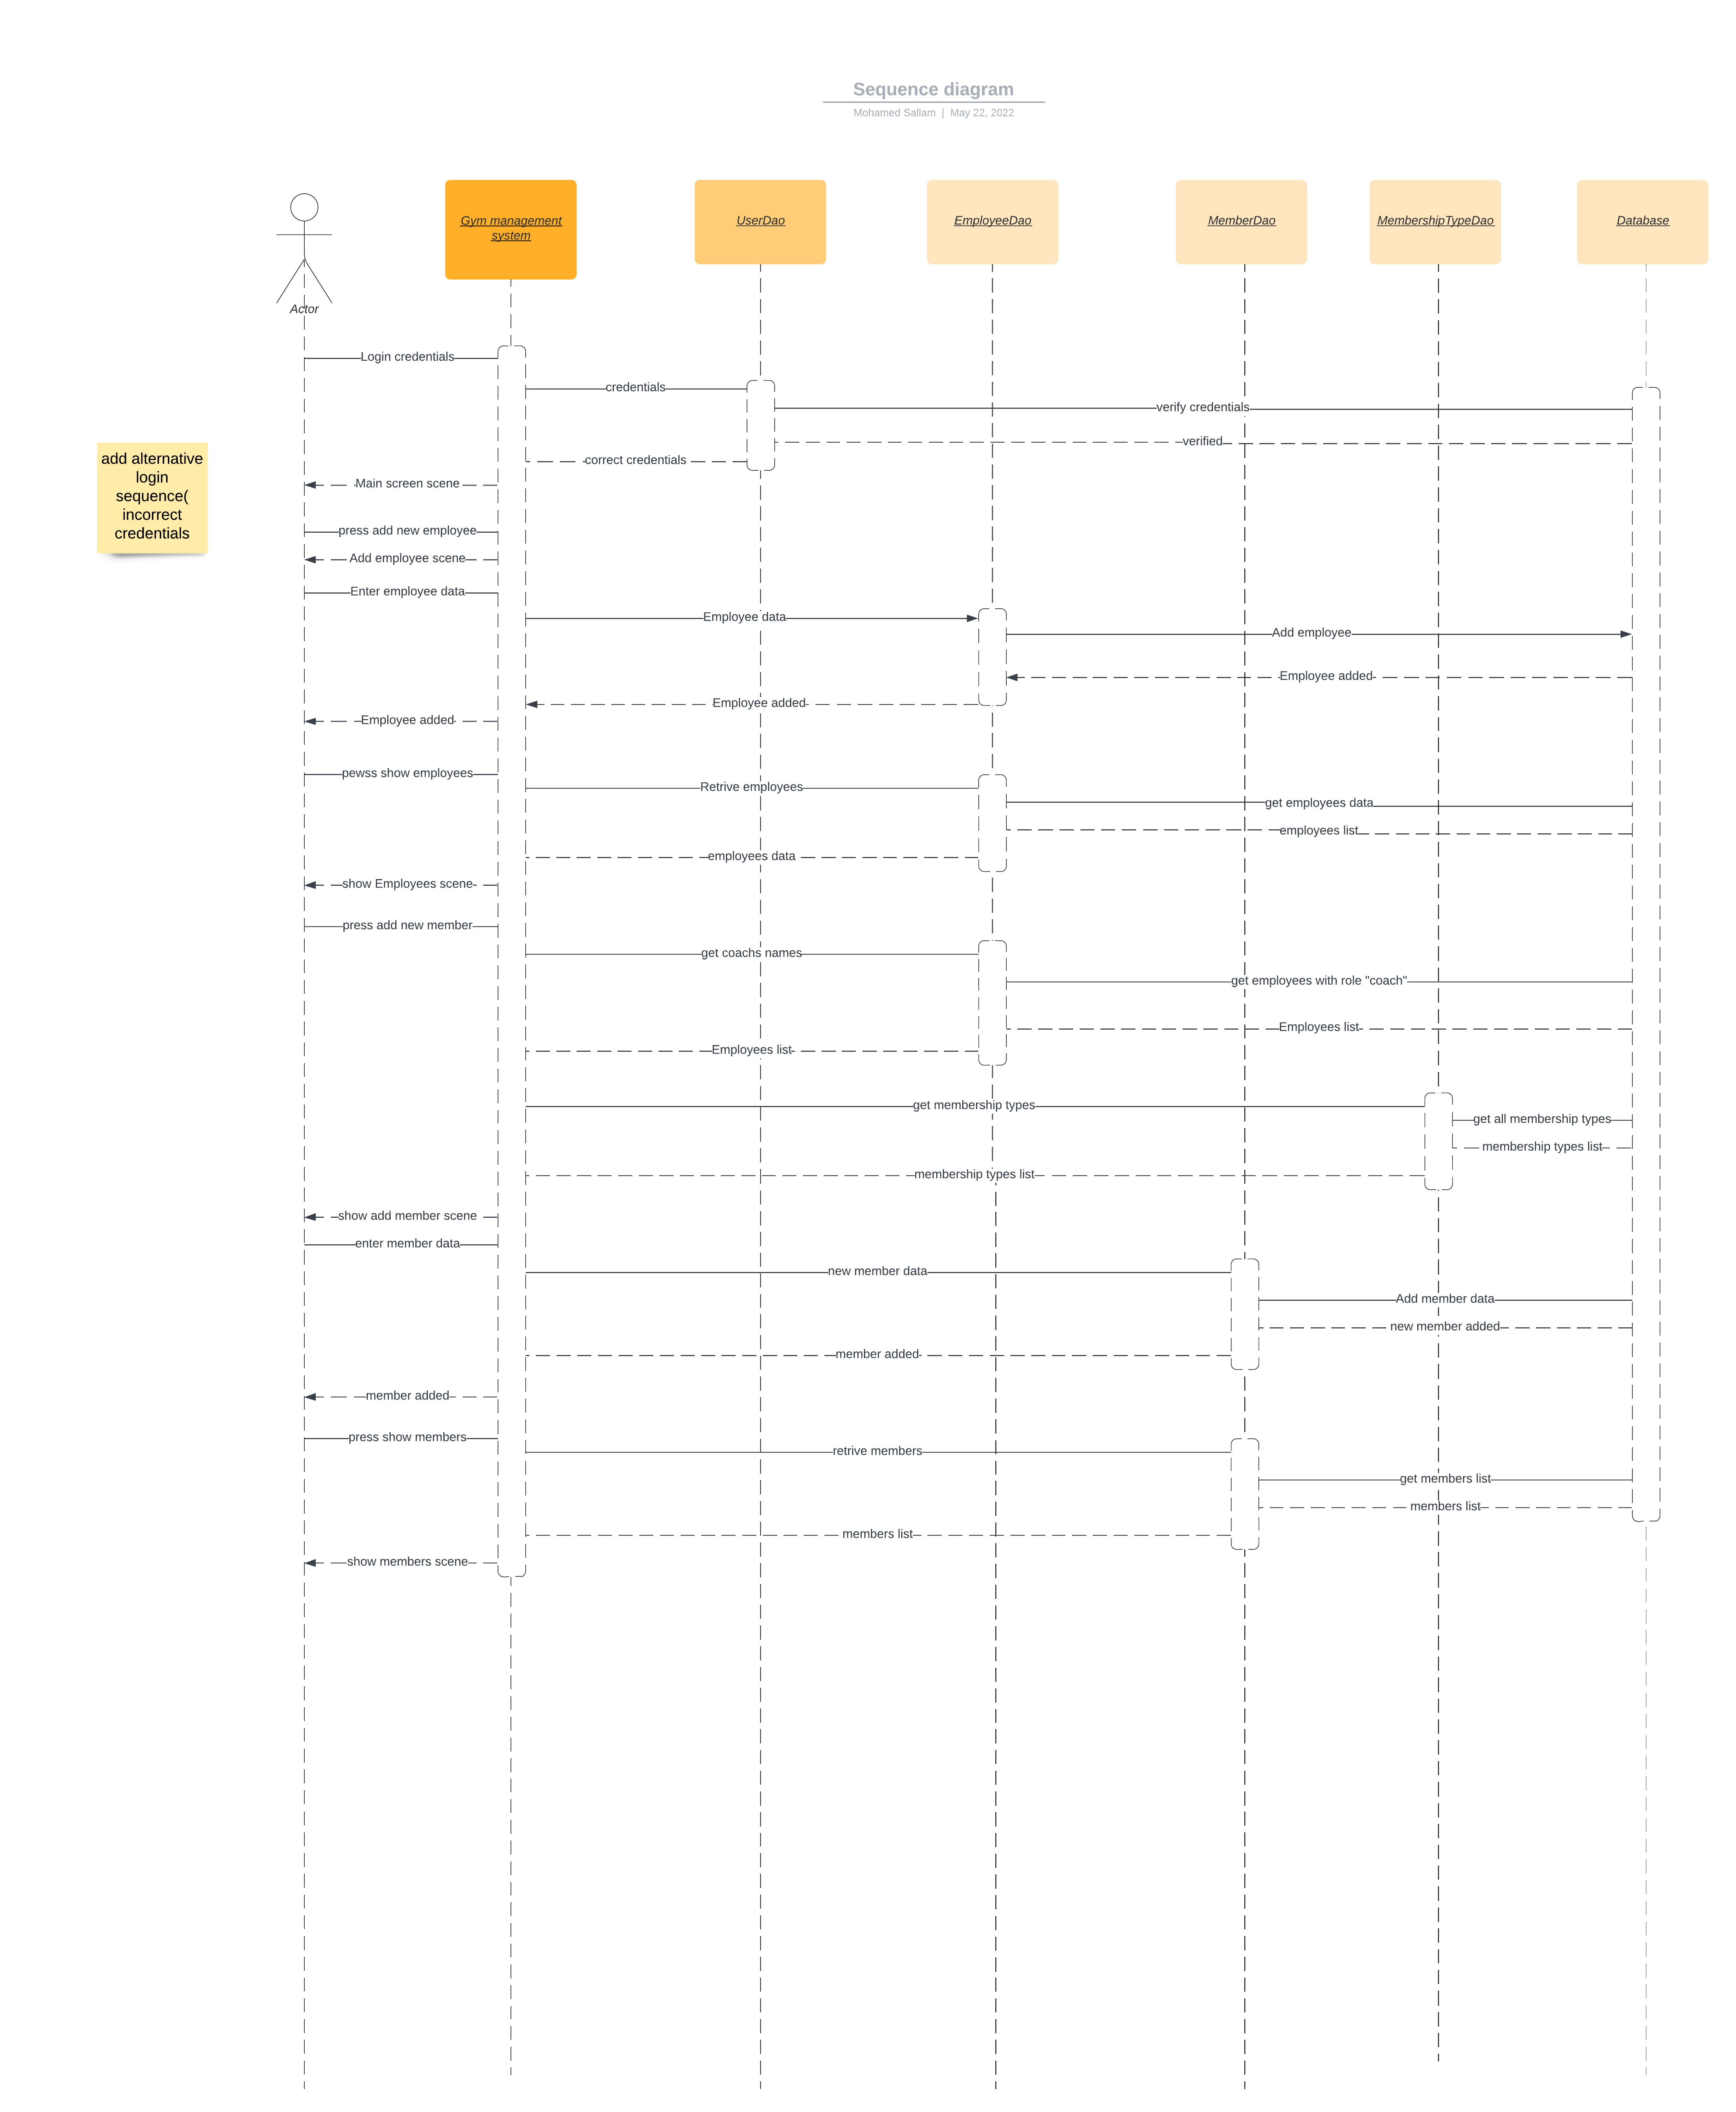 Sequence diagram
Mohamed Sallam | May 22, 2022
Gym management
system
UserDao
EmployeeDao
MemberDao
MembershipTypeDao
Database
Actor
Login credentials
credentials
verify credentials
verified
correct credentials
add alternative
login
sequence(
incorrect
credentials
Main screen scene
press add new employee
Add employee scene
Enter employee data
Employee data
Add employee
Employee added
Employee added
Employee added
pewss show employees
Retrive employees
get employees data
employees list
employees data
show Employees scene
press add new member
get coachs names
get employees with role "coach"
Employees list
Employees list
get membership types
get all membership types
membership types list
membership types list
show add member scene
enter member data
new member data
Add member data
new member added
member added
member added
press show members
retrive members
get members list
members list
members list
show members scene